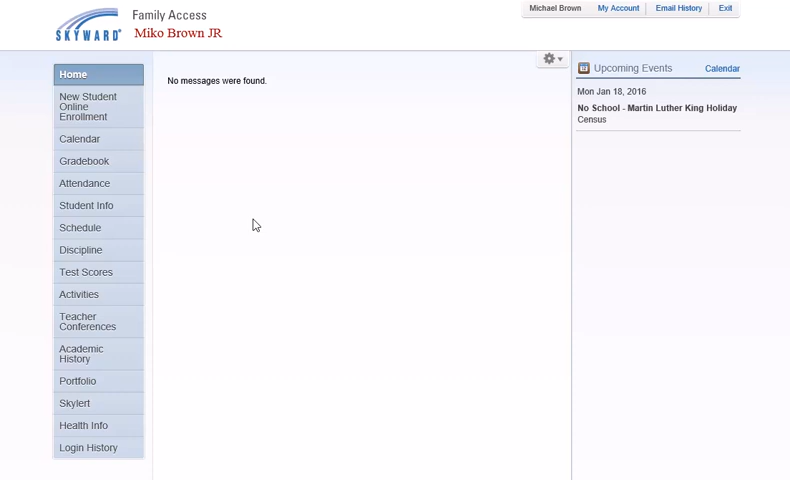 SKYWARD
Family Access
Miko Brown JR
Michael Brown
My Account
Email History
Exit
Home
New Student
Online
Enrollment
Calendar
Gradebook
Attendance
Student Info
Schedule
Discipline
Test Scores
Activities
Teacher
Conferences
Academic
History
Portfolio
Skylert
Health Info
Login History
No messages were found.
Upcoming Events
Calendar
Mon Jan 18, 2016
No School - Martin Luther King Holiday
Census